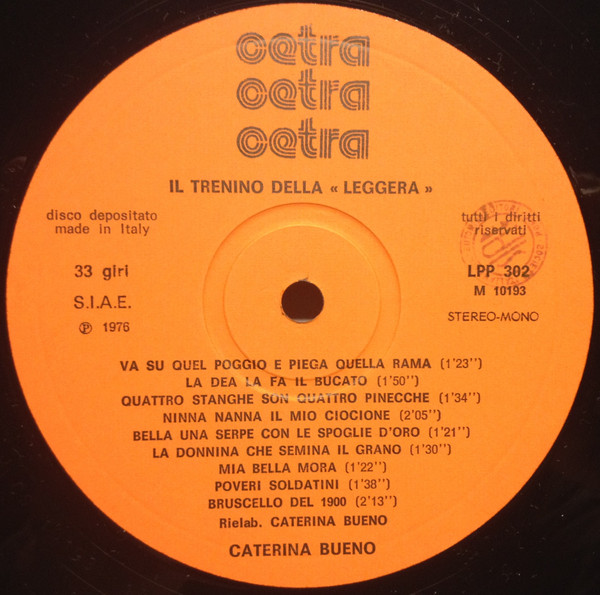 cetra
cetra
cetra
IL TRENINO DELLA « LEGGERA »
disco depositato
made in Italy
tutti i diritti
riservati
33 giri
LPP 302
M 10193
S.I.A.E.
STEREO-MONO
℗ 1976
VA SU QUEL POGGIO E PIEGA QUELLA RAMA (1'23'')
LA DEA LA FA IL BUCATO (1'50'')
QUATTRO STANGHE SON QUATTRO PINECCHE (1'34'')
NINNA NANNA IL MIO CIOCIONE (2'05'')
BELLA UNA SERPE CON LE SPOGLIE D'ORO (1'21'')
LA DONNINA CHE SEMINA IL GRANO (1'30'')
MIA BELLA MORA (1'22'')
POVERI SOLDATINI (1'38'')
BRUSCELLO DEL 1900 (2'13'')
Rielab. CATERINA BUENO
CATERINA BUENO